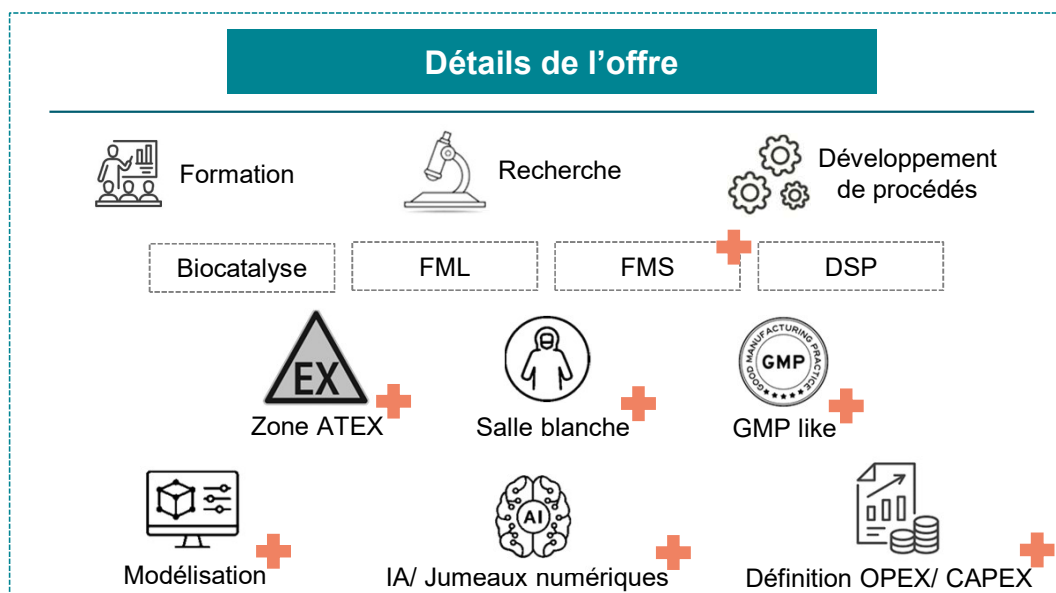 Détails de l’offre
Formation
Recherche
Développement
de procédés
Biocatalyse
FML
FMS
DSP
EX
GOOD MANUFACTURING PRACTICE
GMP
Zone ATEX
Salle blanche
GMP like
AI
Modélisation
IA/ Jumeaux numériques
Définition OPEX/ CAPEX